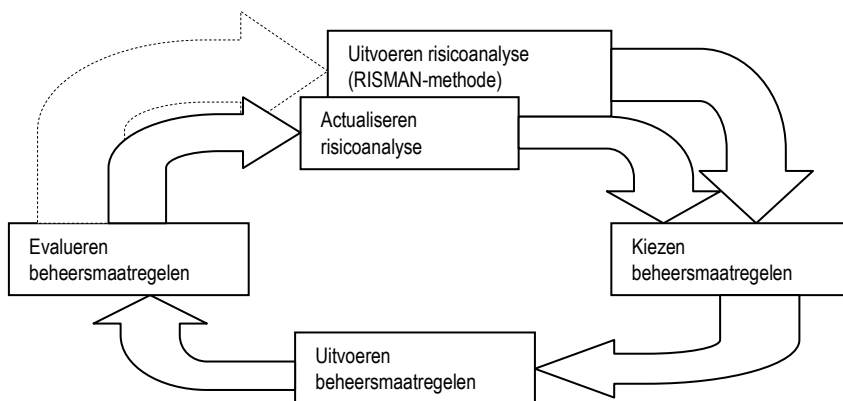 Uitvoeren risicoanalyse
(RISMAN-methode)
Actualiseren
risicoanalyse
Evalueren
beheersmaatregelen
Kiezen
beheersmaatregelen
Uitvoeren
beheersmaatregelen